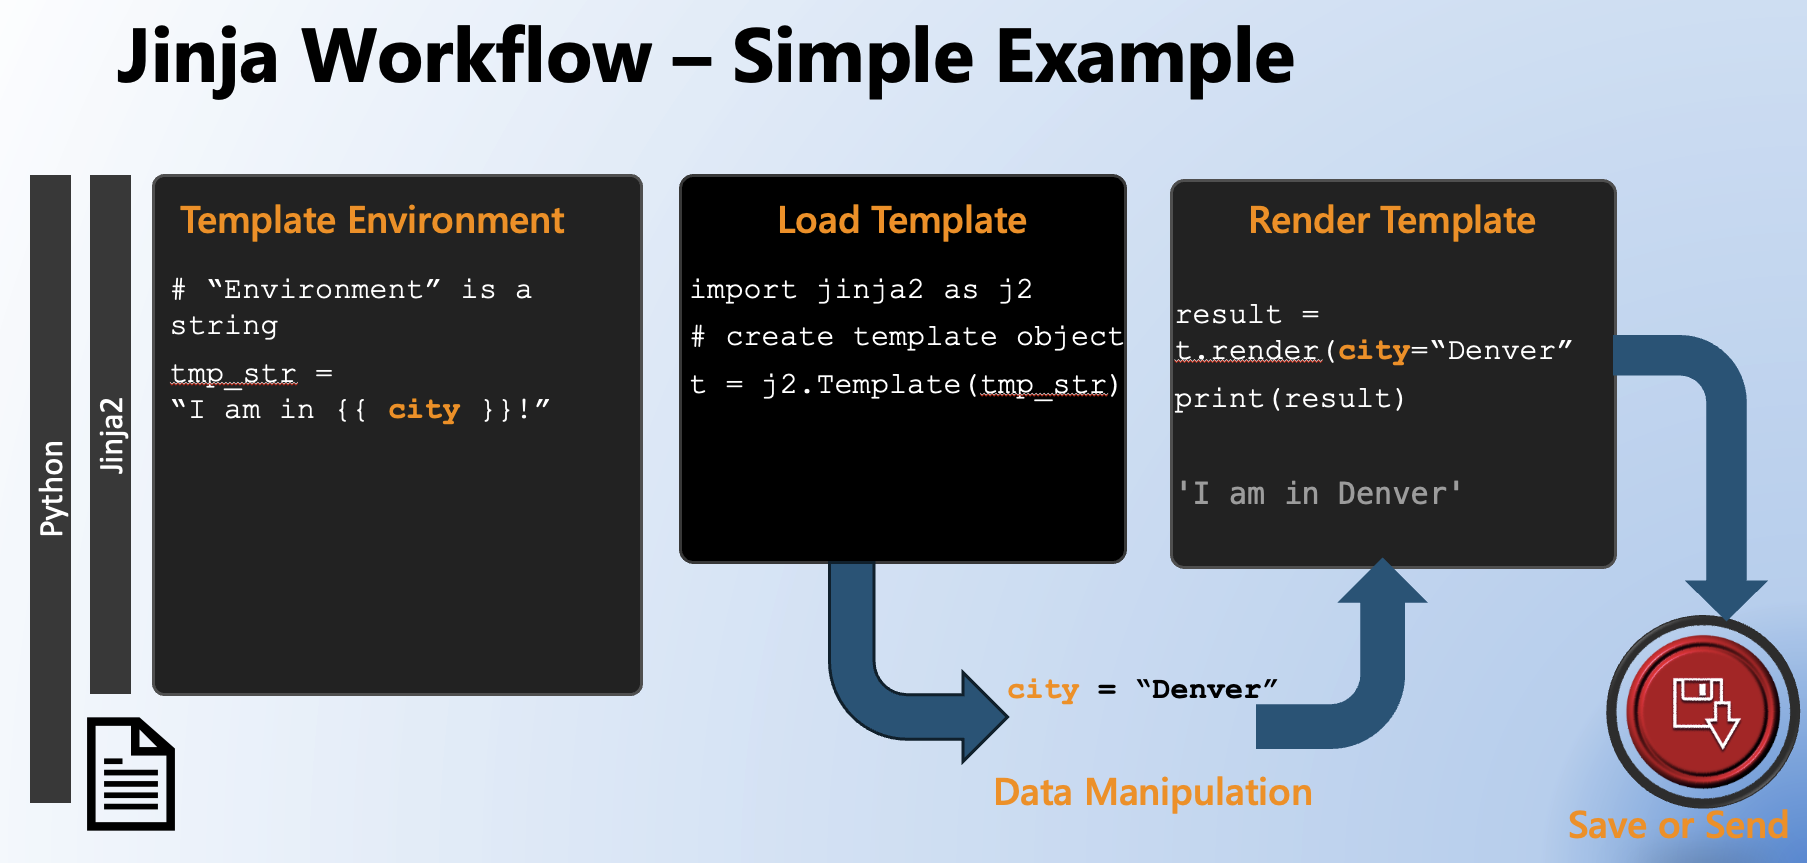 Jinja Workflow – Simple Example
Python
Jinja2
Template Environment
# “Environment” is a
string
tmp_str =
“I am in {{ city }}!”
Load Template
import jinja2 as j2
# create template object
t = j2.Template(tmp_str)
Render Template
result =
t.render(city=“Denver”
print(result)
'I am in Denver'
city = “Denver”
Data Manipulation
Save or Send